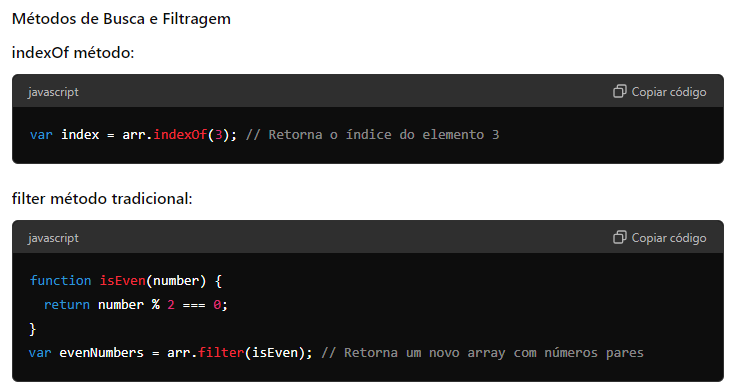 Métodos de Busca e Filtragem
indexOf método:
javascript
Copiar código
var index = arr.indexOf(3); // Retorna o índice do elemento 3
filter método tradicional:
javascript
Copiar código
function isEven(number) {
  return number % 2 === 0;
}
var evenNumbers = arr.filter(isEven); // Retorna um novo array com números pares